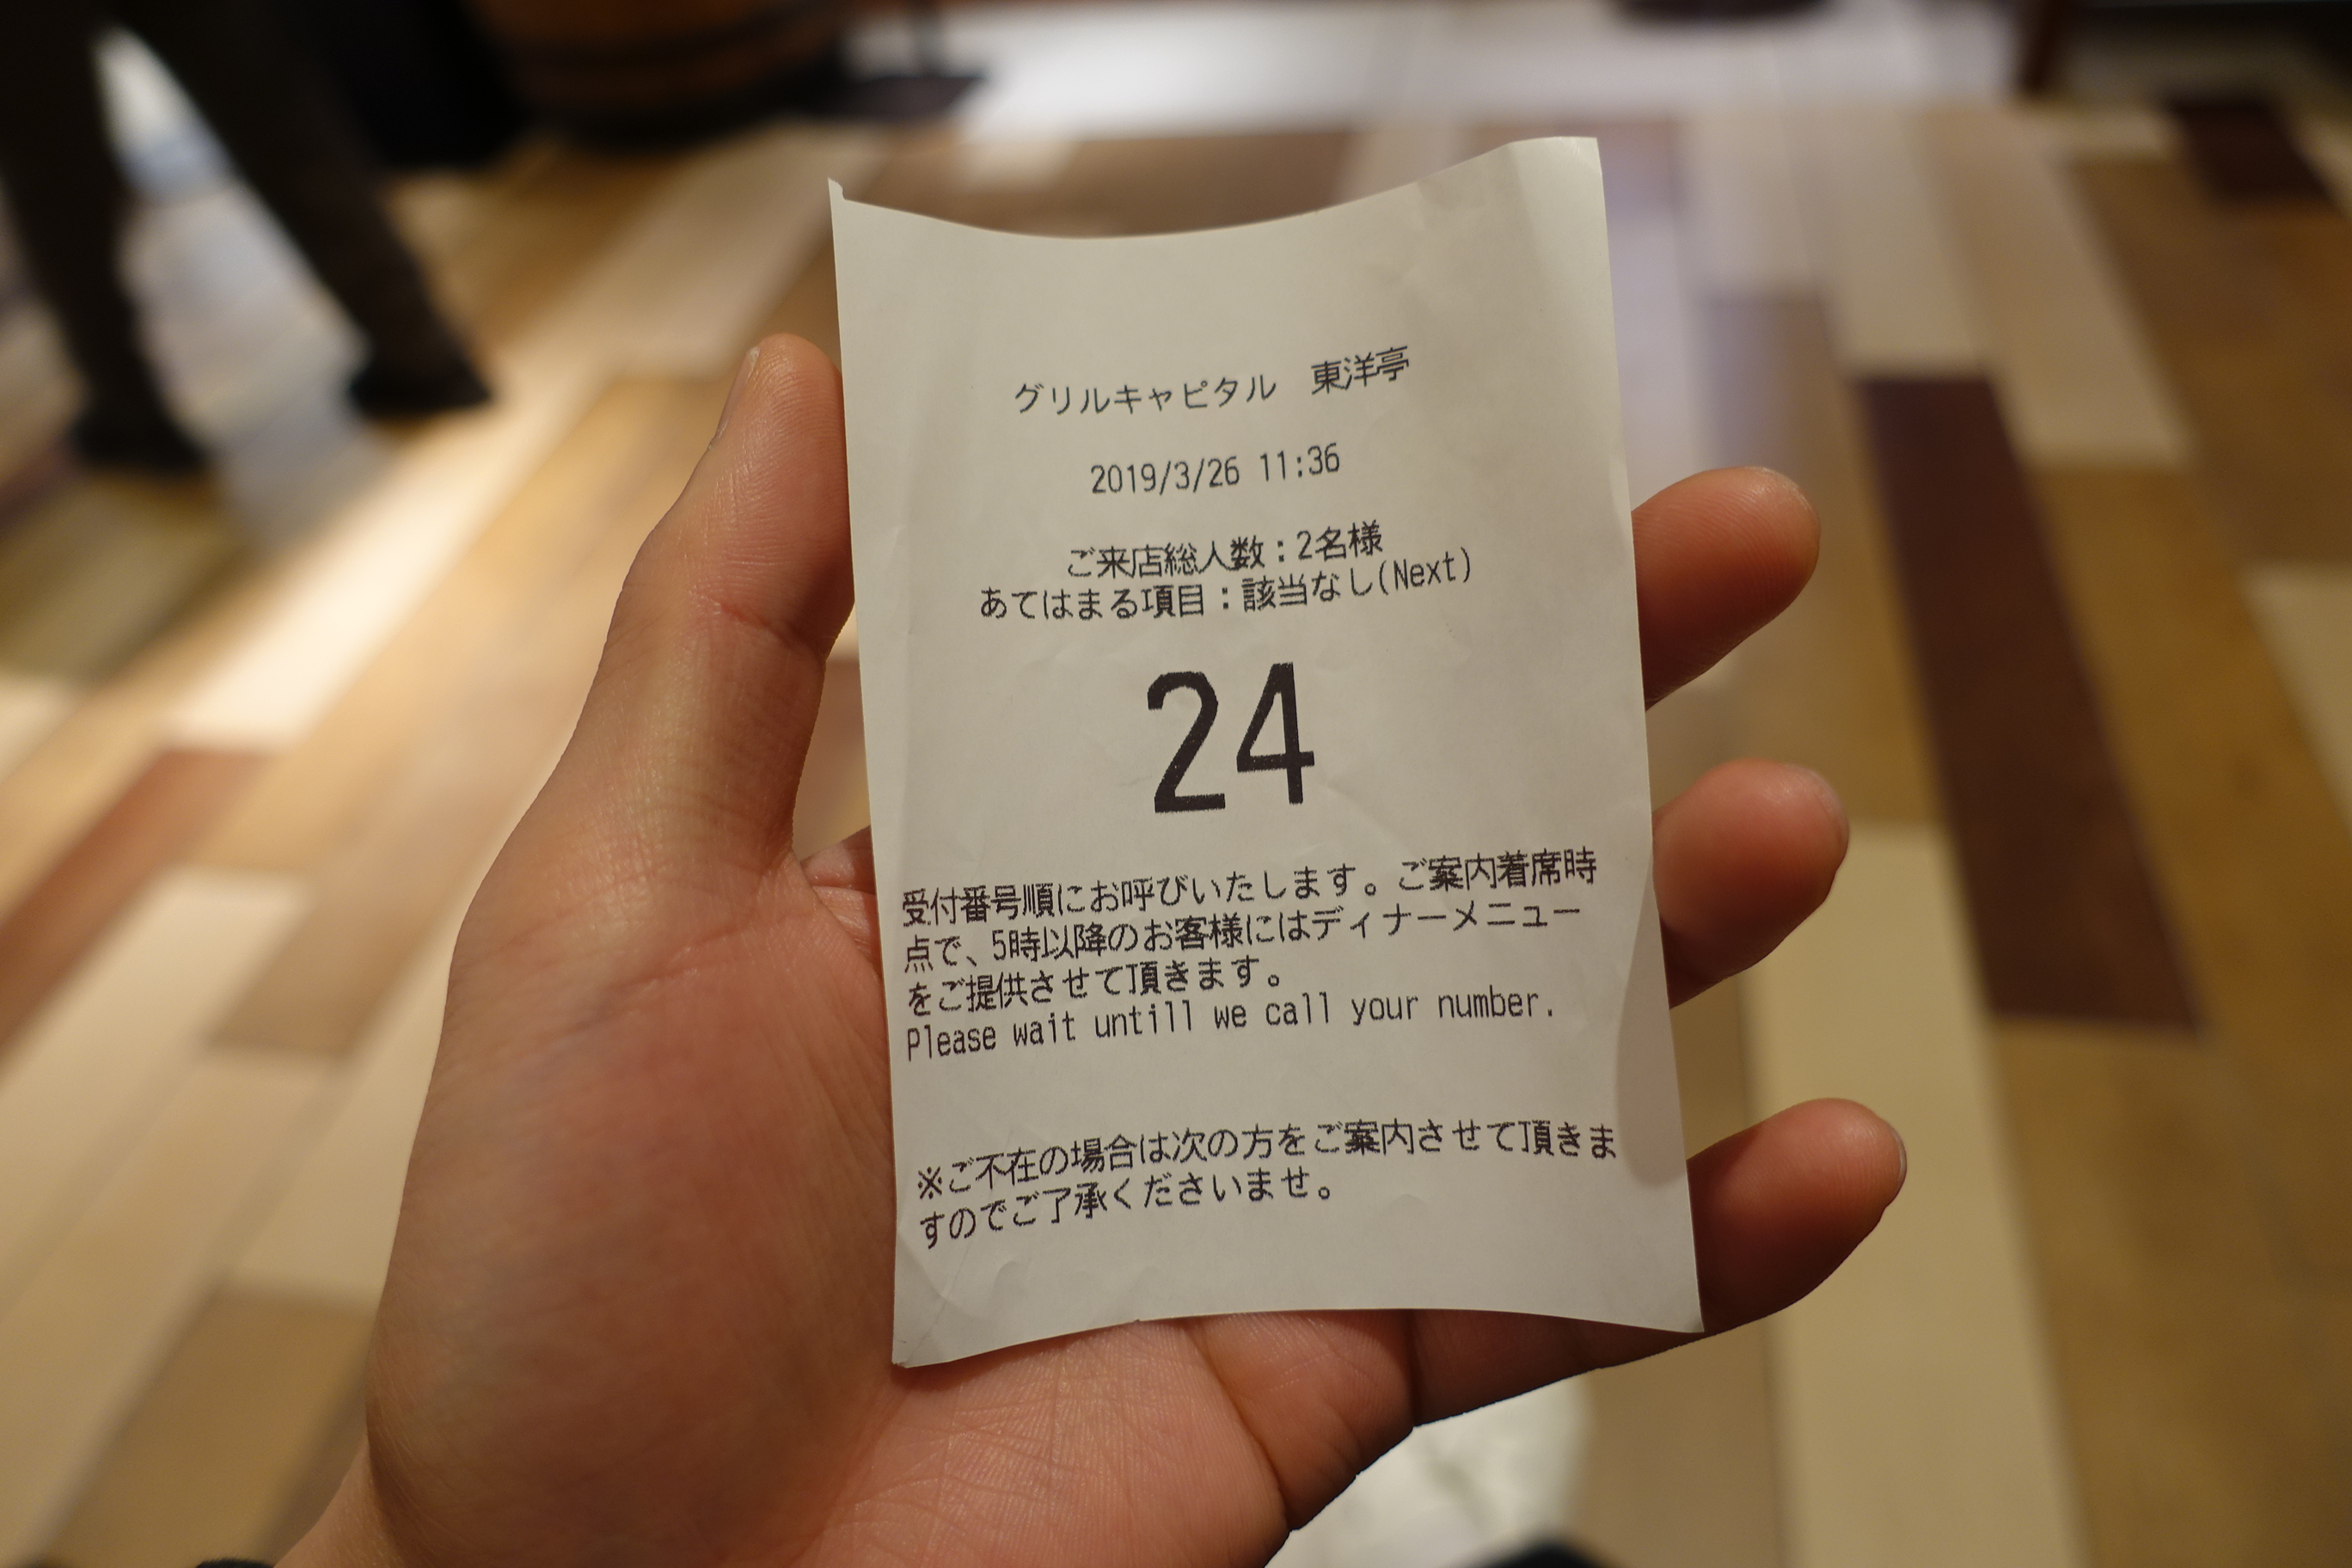 グリルキャピタル　東洋亭
2019/3/26 11:36
ご来店総人数：2名様
あてはまる項目：該当なし(Next)
24
受付番号順にお呼びいたします。ご案内着席時
点で、5時以降のお客様にはディナーメニュー
をご提供させて頂きます。
Please wait untill we call your number.
※ご不在の場合は次の方をご案内させて頂きま
すのでご了承くださいませ。